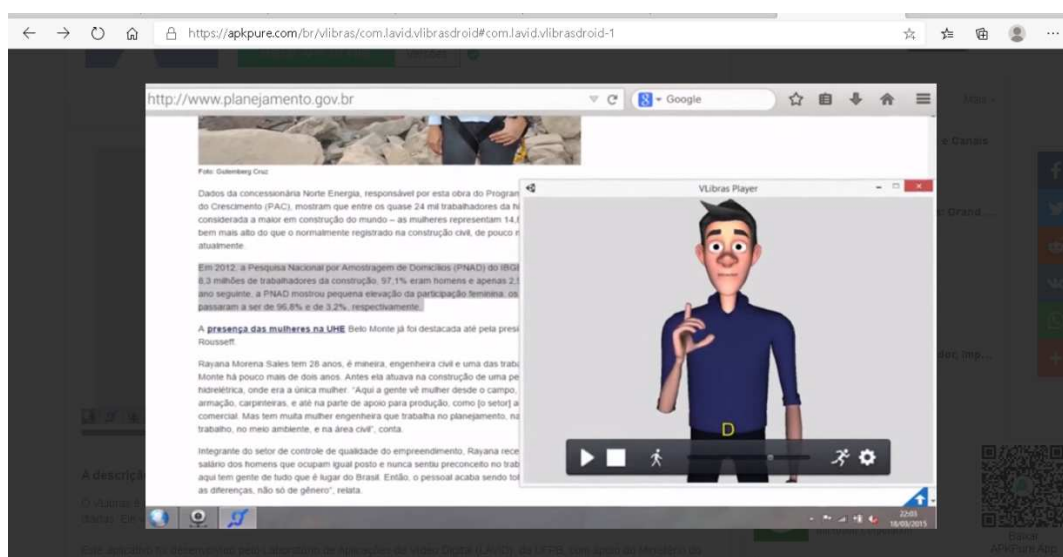 https://apkpure.com/br/vlibras/com.lavid.vlibrasdroid#com.lavid.vlibrasdroid-1
Mais
e Canais
http://www.planejamento.gov.br
Google
Foto: Gutemberg Cruz
Dados da concessionária Norte Energia, responsável por esta obra do Program
do Crescimento (PAC), mostram que entre os quase 24 mil trabalhadores da hi
considerada a maior em construção do mundo – as mulheres representam 14,
bem mais alto do que o normalmente registrado na construção civil, de pouco
atualmente.
Em 2012, a Pesquisa Nacional por Amostragem de Domicílios (PNAD) do IBGE
8,3 milhões de trabalhadores da construção, 97,1% eram homens e apenas 2,
ano seguinte, a PNAD mostrou pequena elevação da participação feminina, os
passaram a ser de 96,8% e de 3,2%, respectivamente.
A presença das mulheres na UHE Belo Monte já foi destacada até pela presi
Rousseff.
Rayana Morena Sales tem 28 anos, é mineira, engenheira civil e uma das traba
Monte há pouco mais de dois anos. Antes ela atuava na construção de uma pe
hidrelétrica, onde era a única mulher. “Aqui a gente vê mulher desde o campo,
armação, carpinteiras, e até na parte de apoio para produção, como [o setor] a
comercial. Mas tem muita mulher engenheira que trabalha no planejamento, na
trabalho, no meio ambiente, e na área civil”, conta.
Integrante do setor de controle de qualidade do empreendimento, Rayana rece
salário dos homens que ocupam igual posto e nunca sentiu preconceito no trab
aqui tem gente de tudo que é lugar do Brasil. Então, o pessoal acaba sendo tol
as diferenças, não só de gênero”, relata.
VLibras Player
D
22:03
18/03/2015
A descriçã
Baixar
APKPure App